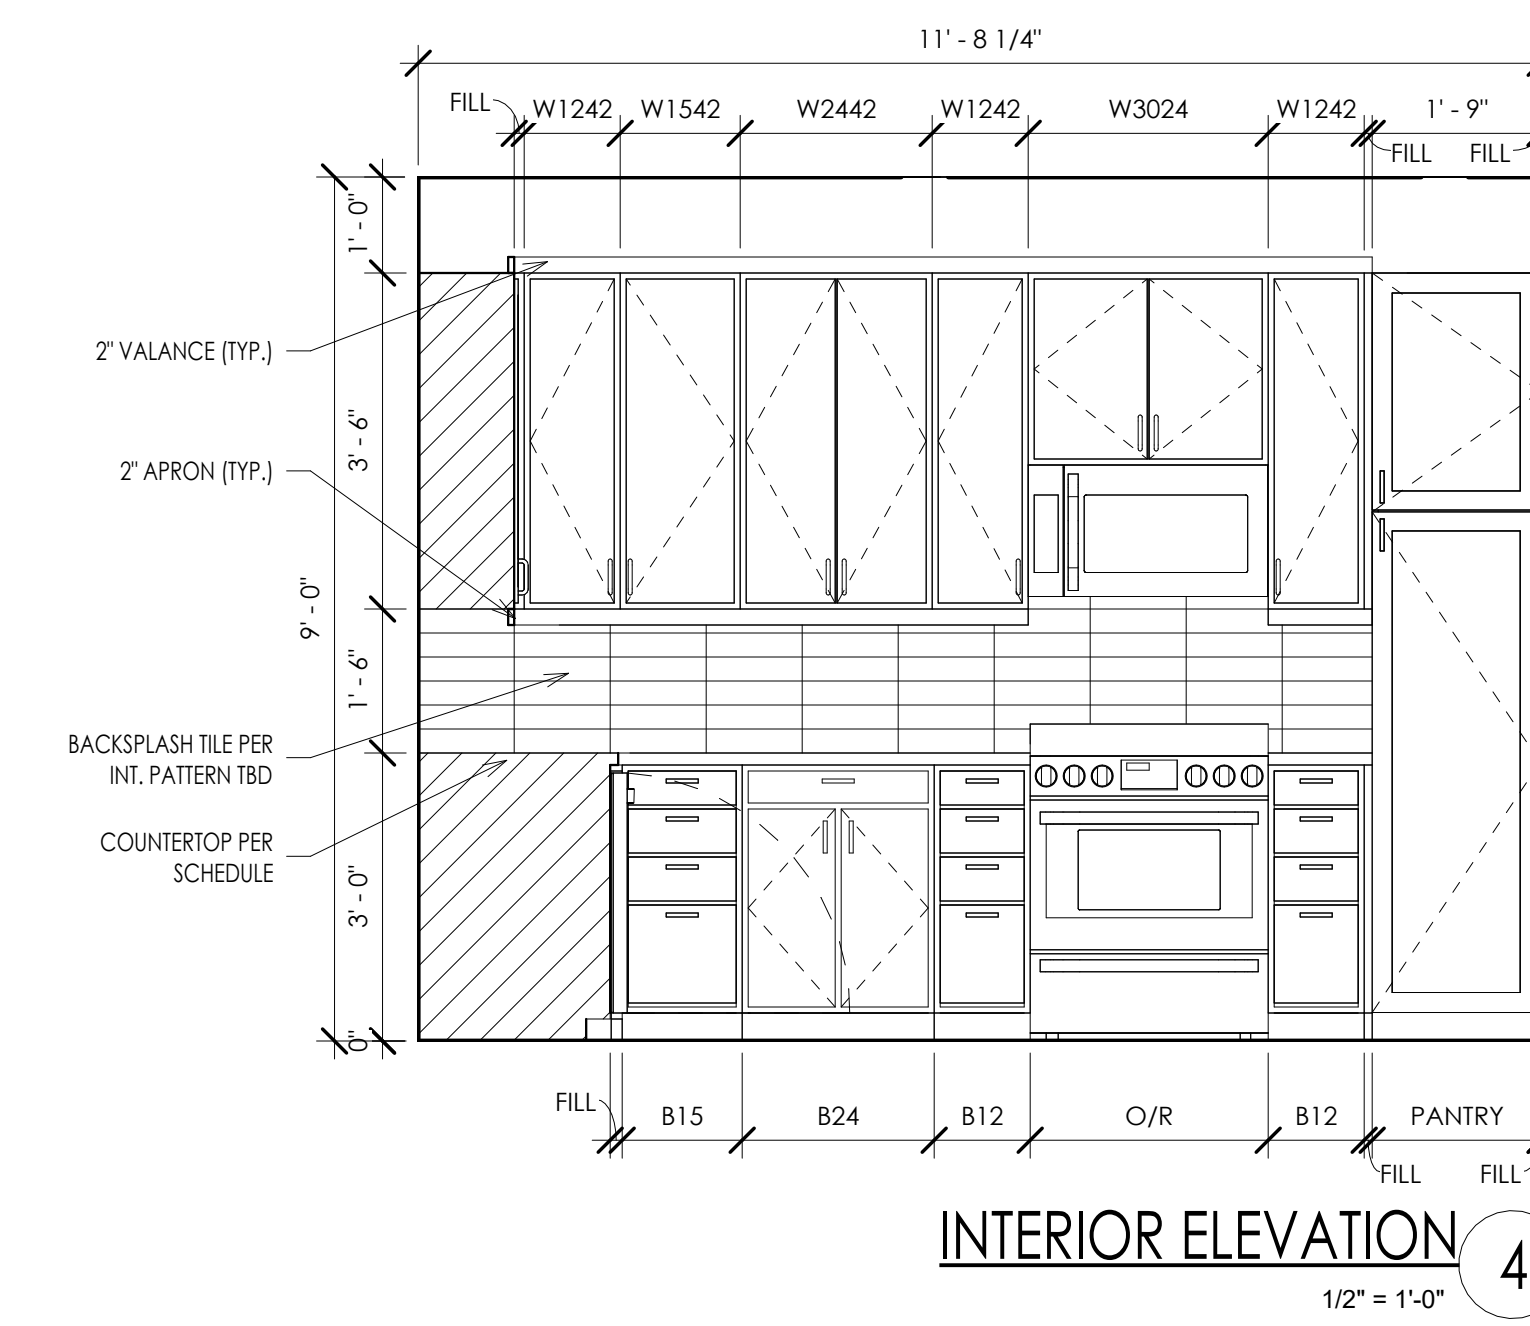 11' - 8 1/4"
FILL W1242 W1542 W2442 W1242 W3024 W1242 1' - 9"
FILL FILL
1' - 0"
2" VALANCE (TYP.)
3' - 6"
2" APRON (TYP.)
9' - 0"
1' - 6"
BACKSPLASH TILE PER
INT. PATTERN TBD
COUNTERTOP PER
SCHEDULE
3' - 0"
0"
FILL B15 B24 B12 O/R B12 PANTRY
FILL FILL
INTERIOR ELEVATION 4
1/2" = 1'-0"